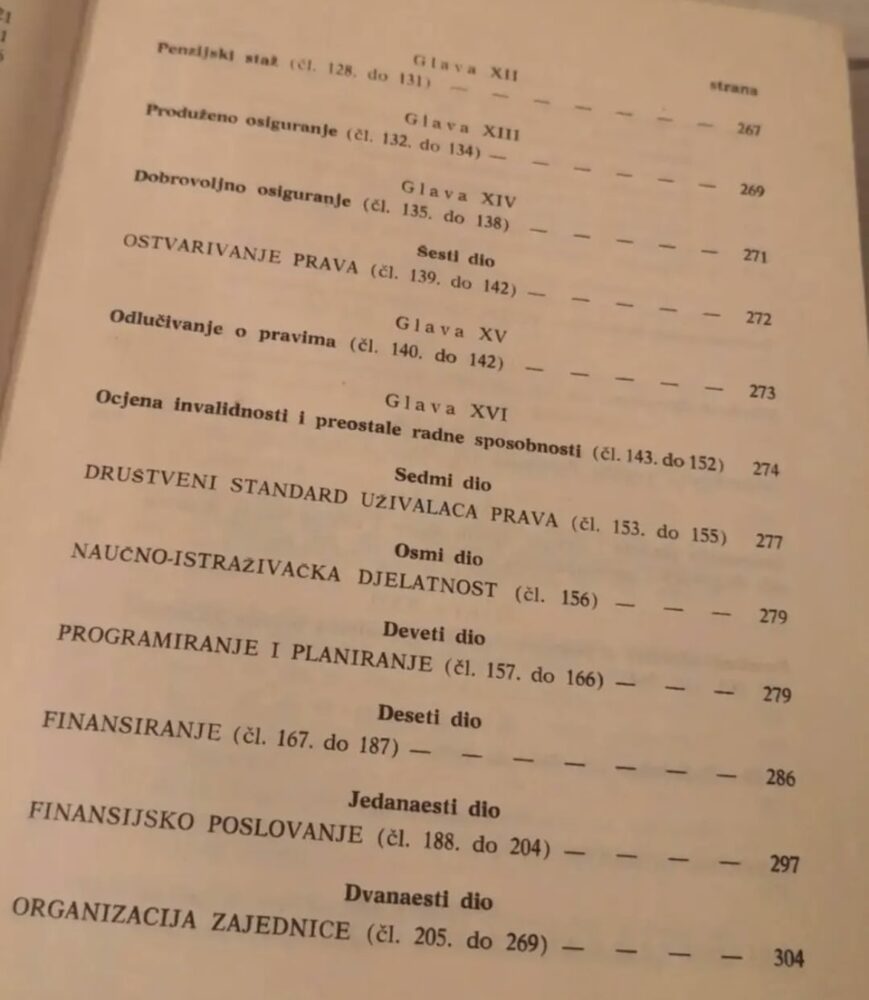 21
1
Glava XII
strana
Penzijski staž (čl. 128. do 131) — — — — — — — 267
Glava XIII
Produženo osiguranje (čl. 132. do 134) — — — — — — 269
Glava XIV
Dobrovoljno osiguranje (čl. 135. do 138) — — — — — 271
Šesti dio
OSTVARIVANJE PRAVA (čl. 139. do 142) — — — — — 272
Glava XV
Odlučivanje o pravima (čl. 140. do 142) — — — — — 273
Glava XVI
Ocjena invalidnosti i preostale radne sposobnosti (čl. 143. do 152) 274
Sedmi dio
DRUŠTVENI STANDARD UŽIVALACA PRAVA (čl. 153. do 155) 277
Osmi dio
NAUČNO-ISTRAŽIVAČKA DJELATNOST (čl. 156) — — — 279
Deveti dio
PROGRAMIRANJE I PLANIRANJE (čl. 157. do 166) — — — 279
Deseti dio
FINANSIRANJE (čl. 167. do 187) — — — — — — — 286
Jedanaesti dio
FINANSIJSKO POSLOVANJE (čl. 188. do 204) — — — — 297
Dvanaesti dio
ORGANIZACIJA ZAJEDNICE (čl. 205. do 269) — — — — 304